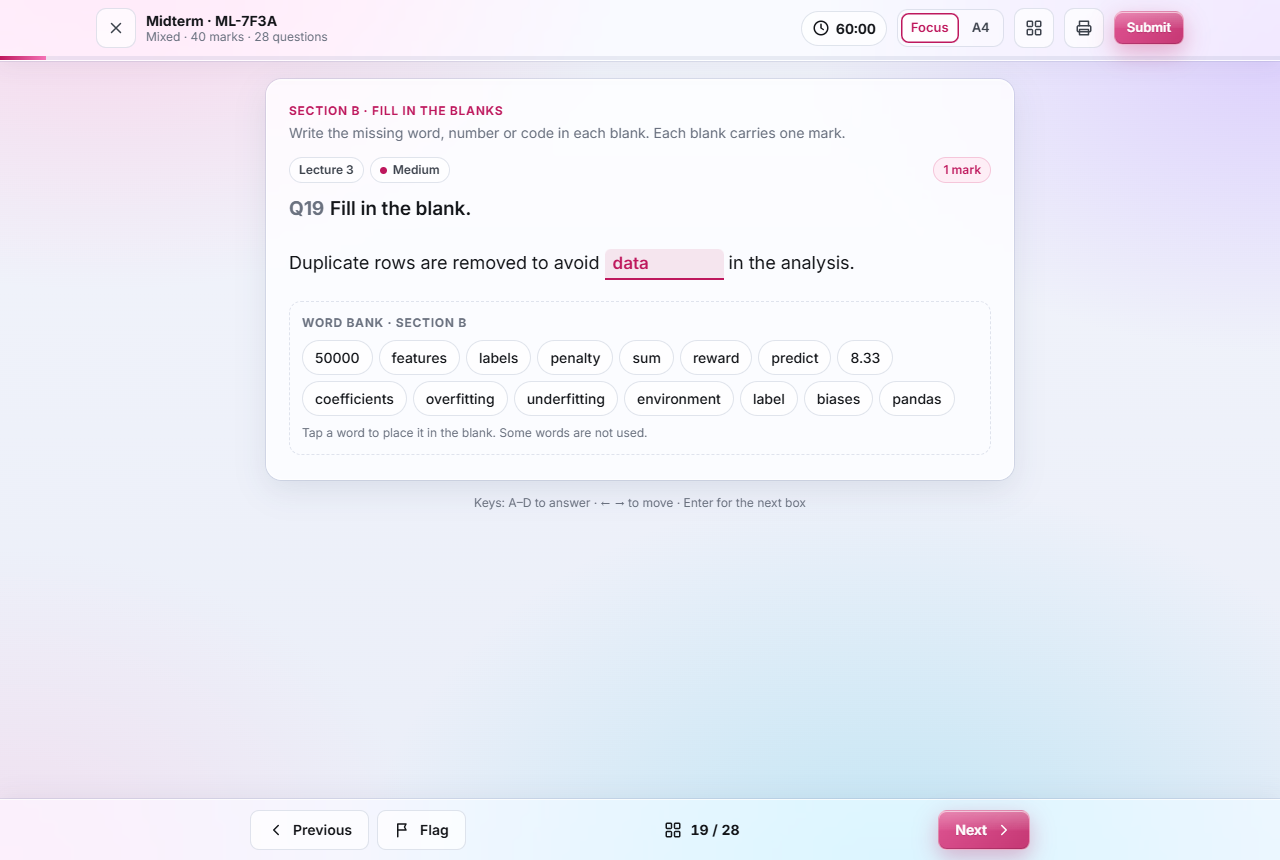 Midterm · ML-7F3A
Mixed · 40 marks · 28 questions
60:00
Focus
A4
Submit
SECTION B · FILL IN THE BLANKS
Write the missing word, number or code in each blank. Each blank carries one mark.
Lecture 3
Medium
1 mark
Q19 Fill in the blank.
Duplicate rows are removed to avoid data in the analysis.
WORD BANK · SECTION B
50000 features labels penalty sum reward predict 8.33
coefficients overfitting underfitting environment label biases pandas
Tap a word to place it in the blank. Some words are not used.
Keys: A–D to answer · ← → to move · Enter for the next box
Previous
Flag
19 / 28
Next